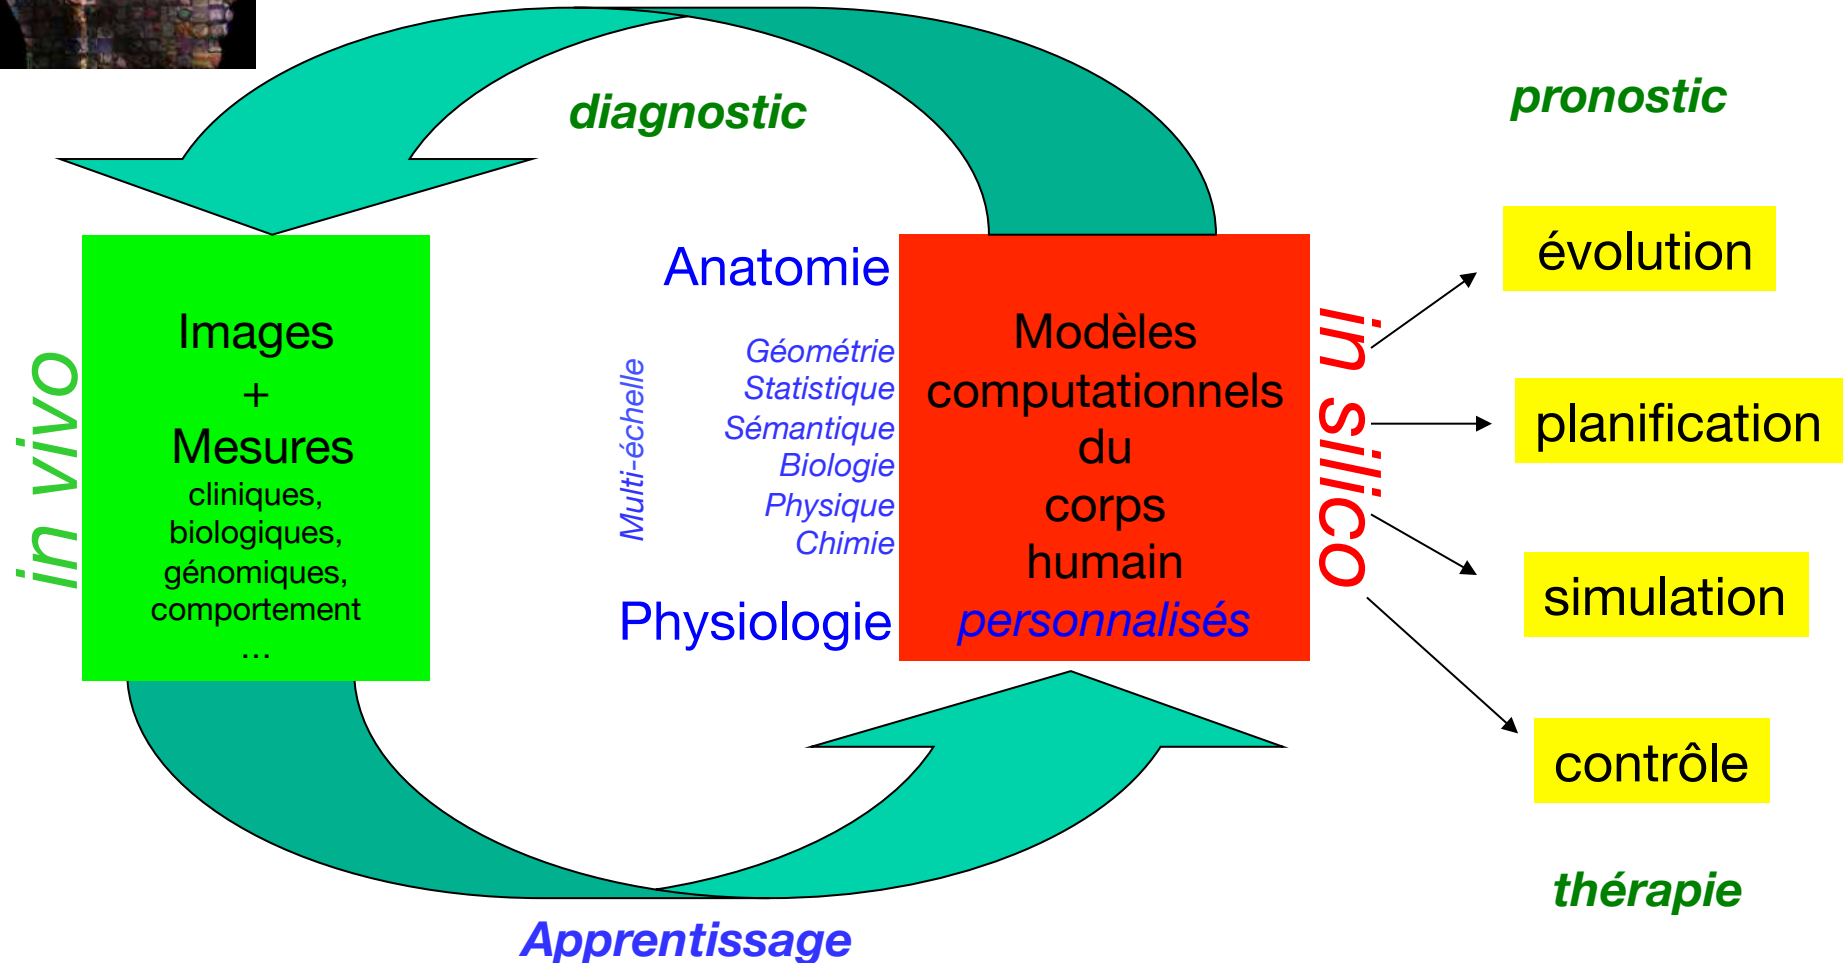 diagnostic
pronostic
in vivo
Images
+
Mesures
cliniques,
biologiques,
génomiques,
comportement
...
Anatomie
Multi-échelle
Géométrie
Statistique
Sémantique
Biologie
Physique
Chimie
Physiologie
Modèles
computationnels
du
corps
humain
personnalisés
in silico
évolution
planification
simulation
contrôle
thérapie
Apprentissage